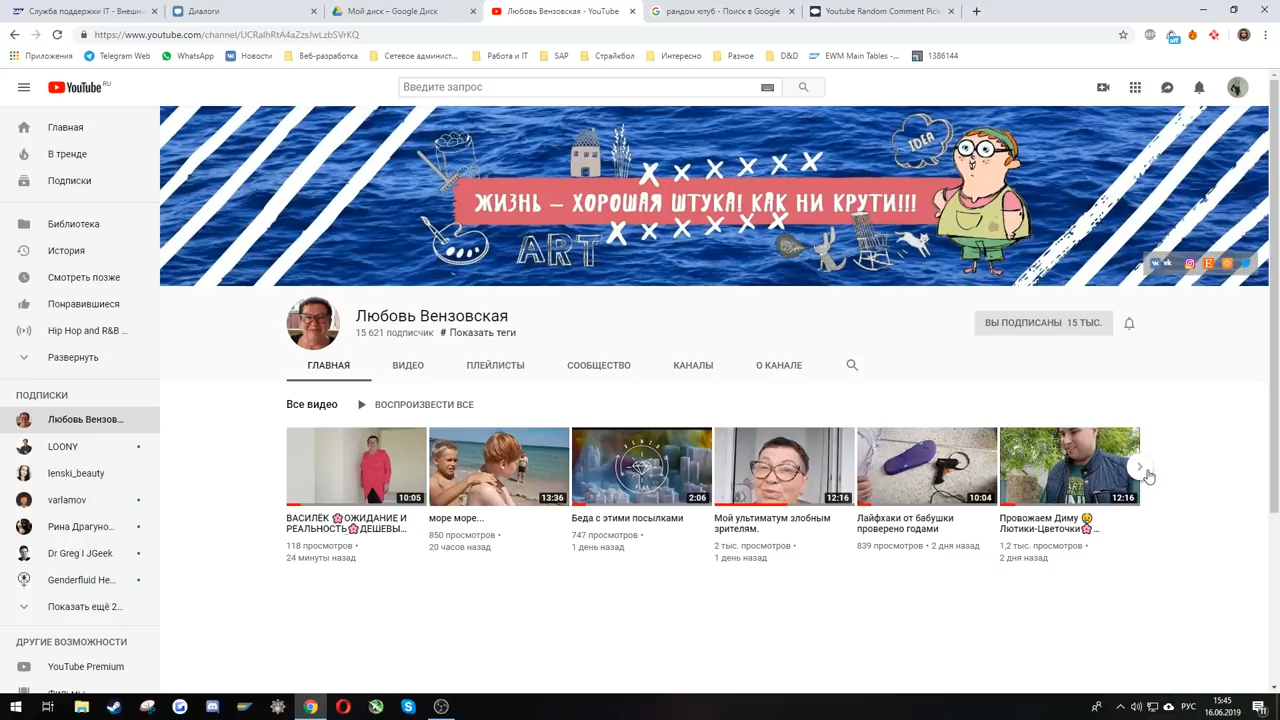 Служба поддержки IT - Входящ
Диалоги
Мой диск – Google Диск
Любовь Вензовская - YouTube
рандом ютуб - Поиск в Google
Youtube Random Comment Pick
https://www.youtube.com/channel/UCRaIhRtA4aZzsJwLzbSVrKQ
off
Приложения
Telegram Web
WhatsApp
Новости
Веб-разработка
Сетевое админист...
Работа и IT
SAP
Страйкбол
Интересно
Разное
D&D
EWM Main Tables -...
1386144
YouTube RU
Введите запрос
Главная
В тренде
Подписки
Библиотека
История
Смотреть позже
Понравившиеся
Hip Hop and R&B ...
Развернуть
ПОДПИСКИ
Любовь Вензов...
LOONY
lenski_beauty
varlamov
Рина Драгуно...
Dr Greg i JGeek
Genderfluid He...
Показать ещё 2...
ДРУГИЕ ВОЗМОЖНОСТИ
YouTube Premium
Фильмы
IDEA
ЖИЗНЬ – ХОРОШАЯ ШТУКА! КАК НИ КРУТИ!!!
ART
Любовь Вензовская
15 621 подписчик # Показать теги
ВЫ ПОДПИСАНЫ 15 ТЫС.
ГЛАВНАЯ
ВИДЕО
ПЛЕЙЛИСТЫ
СООБЩЕСТВО
КАНАЛЫ
О КАНАЛЕ
Все видео
ВОСПРОИЗВЕСТИ ВСЕ
10:05
13:36
2:06
12:16
10:04
12:16
ВАСИЛЁК 🌸ОЖИДАНИЕ И
РЕАЛЬНОСТЬ🌸ДЕШЕВЫ...
118 просмотров •
24 минуты назад
море море...
850 просмотров •
20 часов назад
Беда с этими посылками
747 просмотров •
1 день назад
Мой ультиматум злобным
зрителям.
2 тыс. просмотров •
1 день назад
Лайфхаки от бабушки
проверено годами
839 просмотров • 2 дня назад
Провожаем Диму 😢
Лютики-Цветочки🌸...
1,2 тыс. просмотров •
2 дня назад
РУС
15:45
16.06.2019